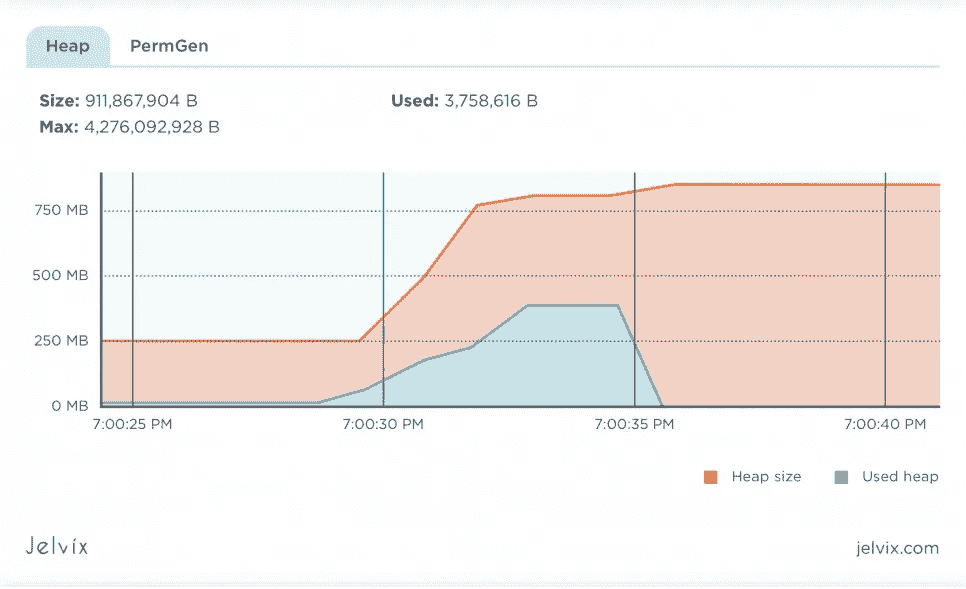 Heap PermGen
Size: 911,867,904 B Used: 3,758,616 B
Max: 4,276,092,928 B
750 MB
500 MB
250 MB
0 MB
7:00:25 PM 7:00:30 PM 7:00:35 PM 7:00:40 PM
Heap size Used heap
Jelvix jelvix.com